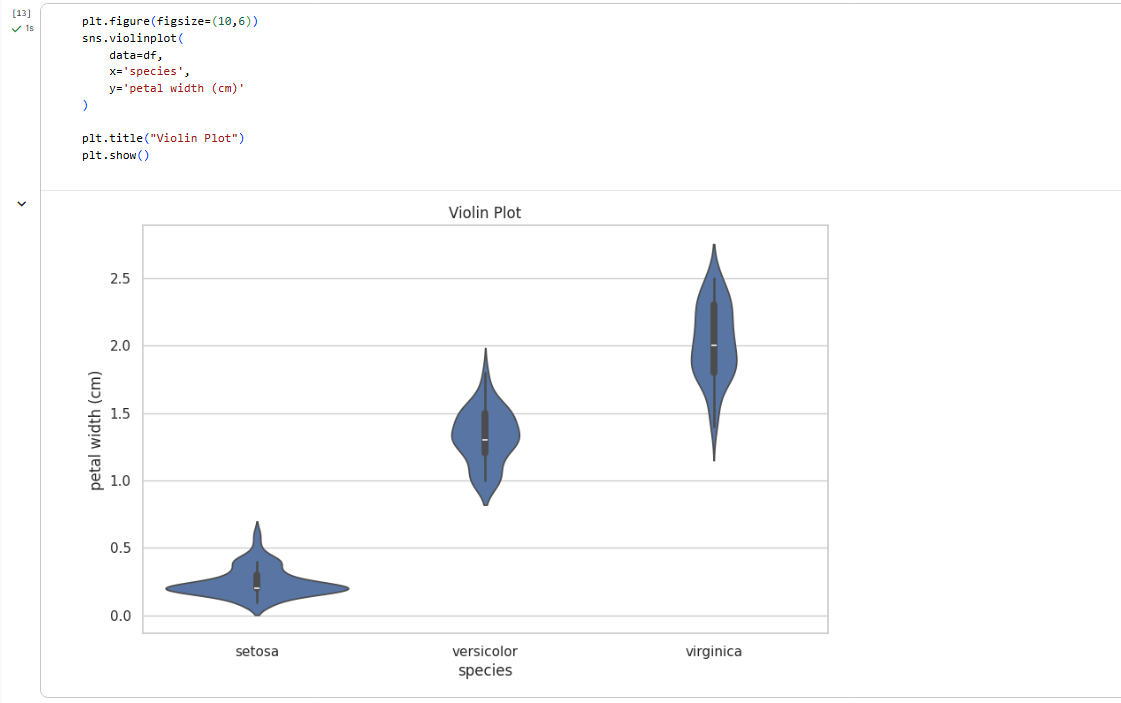 [13]
1s
plt.figure(figsize=(10,6))
sns.violinplot(
    data=df,
    x='species',
    y='petal width (cm)'
)
plt.title("Violin Plot")
plt.show()
Violin Plot
2.5
2.0
1.5
1.0
0.5
0.0
petal width (cm)
setosa versicolor virginica
species